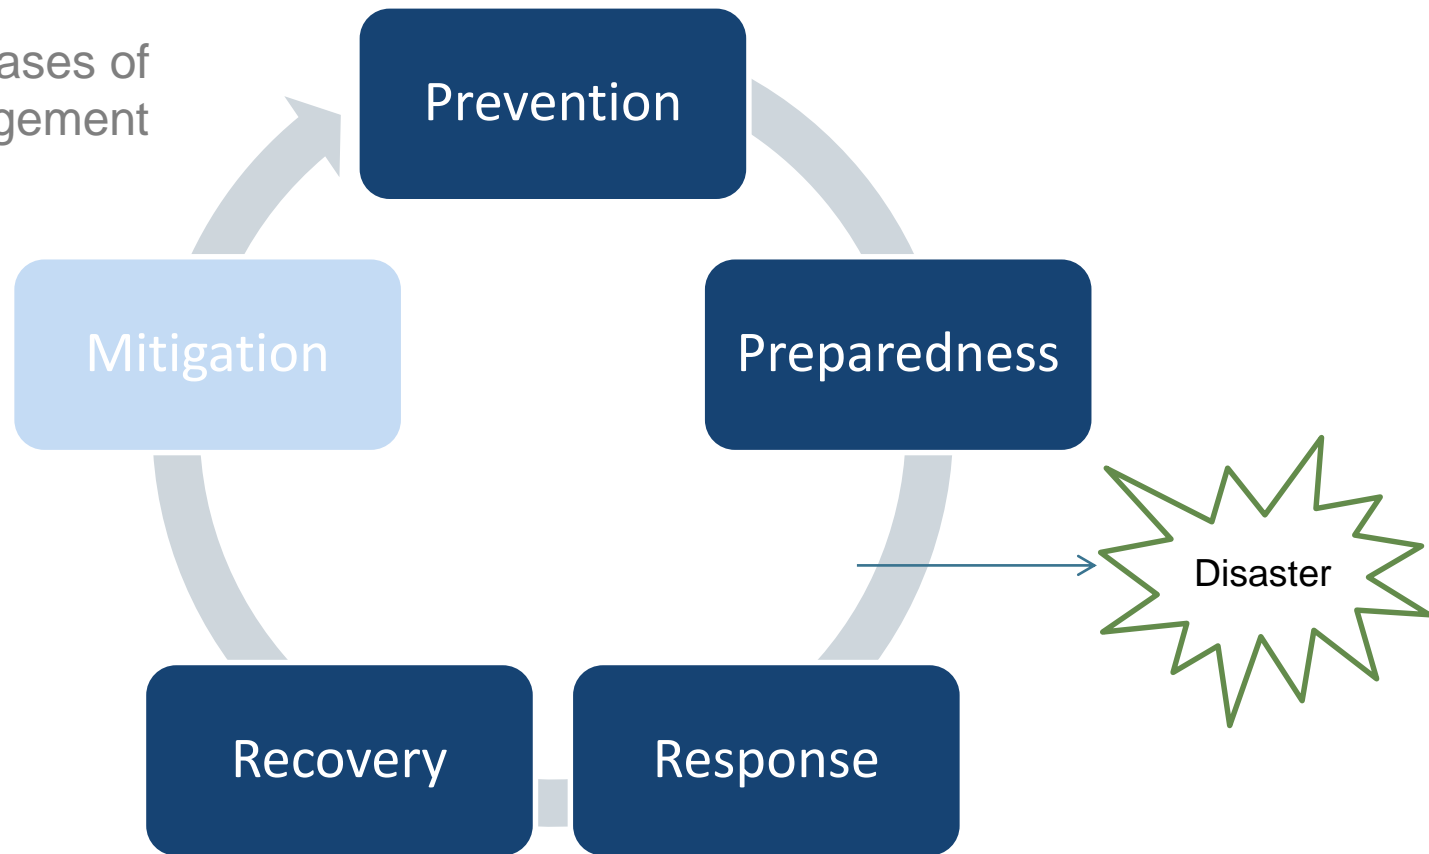 ases of
gement
Prevention
Mitigation
Preparedness
Disaster
Recovery
Response